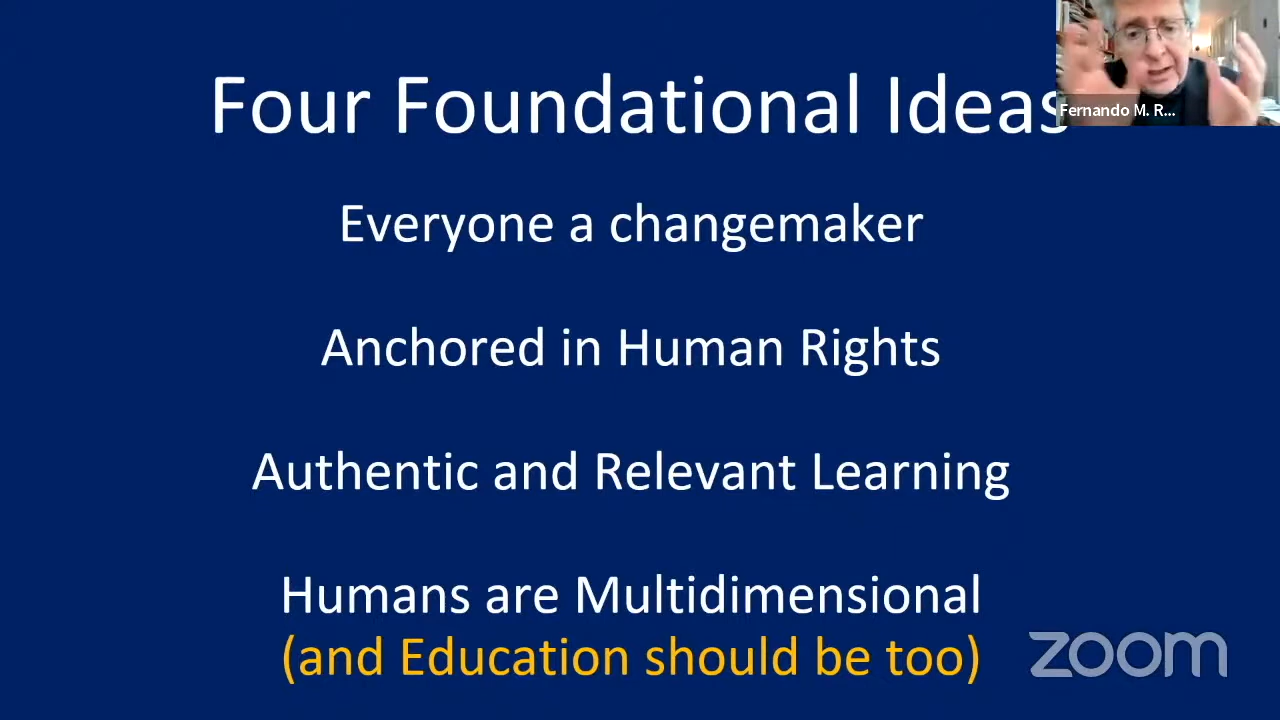 Four Foundational Ideas
Fernando M. R...
Everyone a changemaker
Anchored in Human Rights
Authentic and Relevant Learning
Humans are Multidimensional
(and Education should be too)
zoom